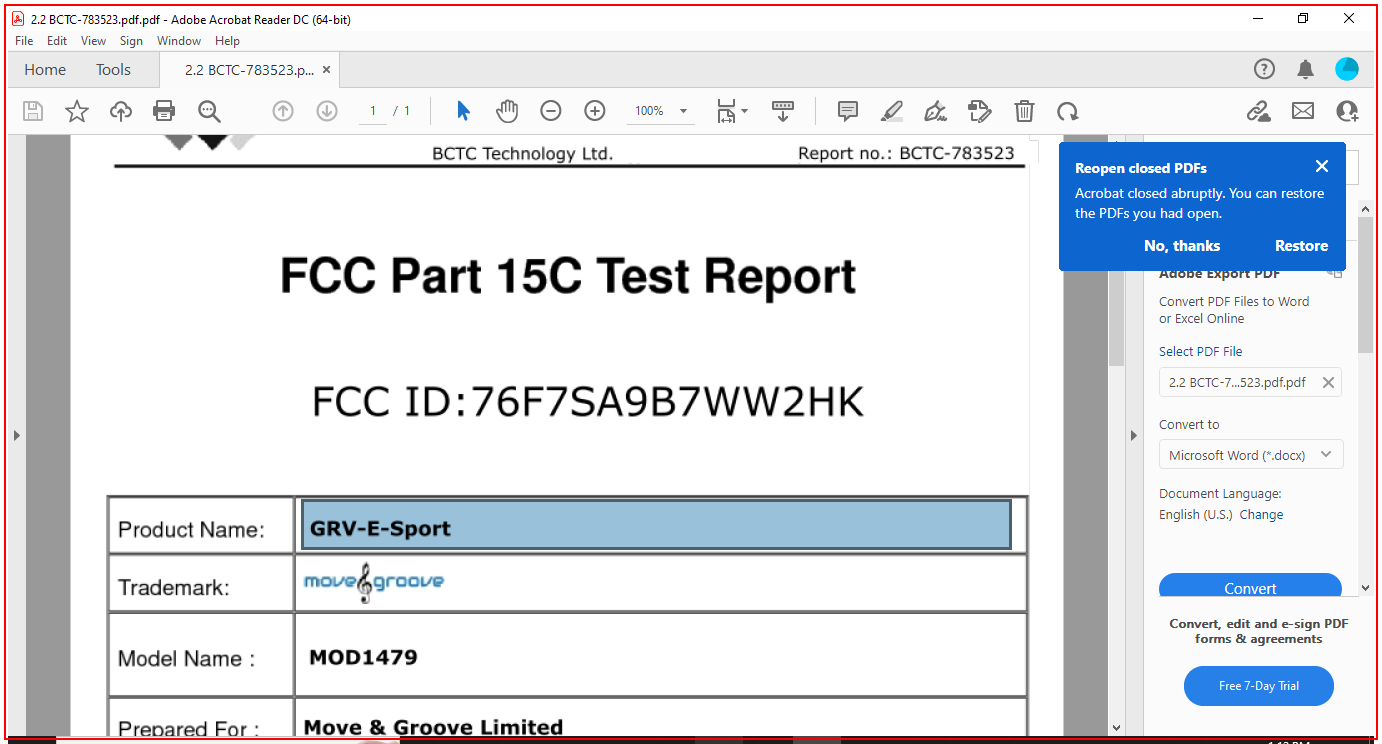 2.2 BCTC-783523.pdf.pdf - Adobe Acrobat Reader DC (64-bit)
File Edit View Sign Window Help
Home Tools 2.2 BCTC-783523.p... ×
1 / 1 100%
BCTC Technology Ltd. Report no.: BCTC-783523
FCC Part 15C Test Report
FCC ID:76F7SA9B7WW2HK
Product Name: GRV-E-Sport
Trademark: move groove
Model Name : MOD1479
Prepared For : Move & Groove Limited
Reopen closed PDFs
Acrobat closed abruptly. You can restore
the PDFs you had open.
No, thanks Restore
Adobe Export PDF
Convert PDF Files to Word
or Excel Online
Select PDF File
2.2 BCTC-7...523.pdf.pdf
Convert to
Microsoft Word (*.docx)
Document Language:
English (U.S.) Change
Convert
Convert, edit and e-sign PDF
forms & agreements
Free 7-Day Trial